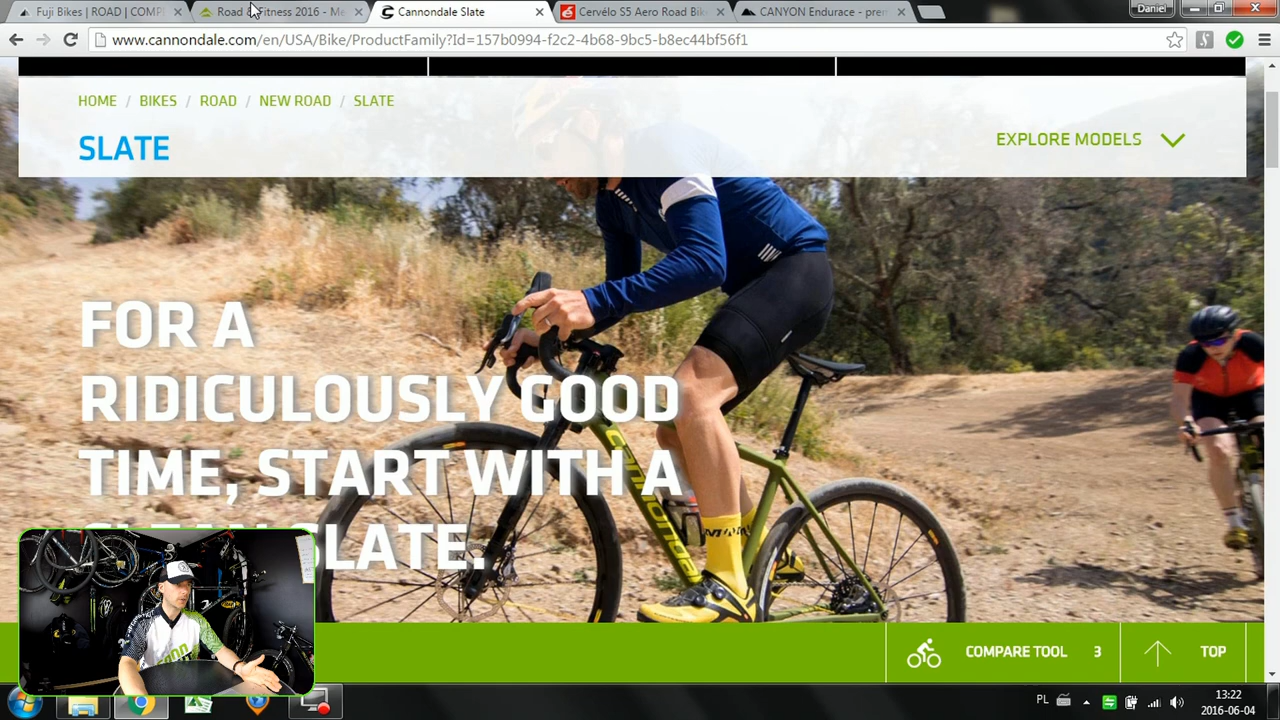 Fuji Bikes | ROAD | COMP
Road & Fitness 2016 - Me
Cannondale Slate
Cervélo S5 Aero Road Bik
CANYON Endurace - pre
Daniel
www.cannondale.com/en/USA/Bike/ProductFamily?Id=157b0994-f2c2-4b68-9bc5-b8ec44bf56f1
HOME / BIKES / ROAD / NEW ROAD / SLATE
SLATE
EXPLORE MODELS
FOR A
RIDICULOUSLY GOOD
TIME, START WITH A
SLATE.
cannondale
COMPARE TOOL 3
TOP
PL
13:22
2016-06-04